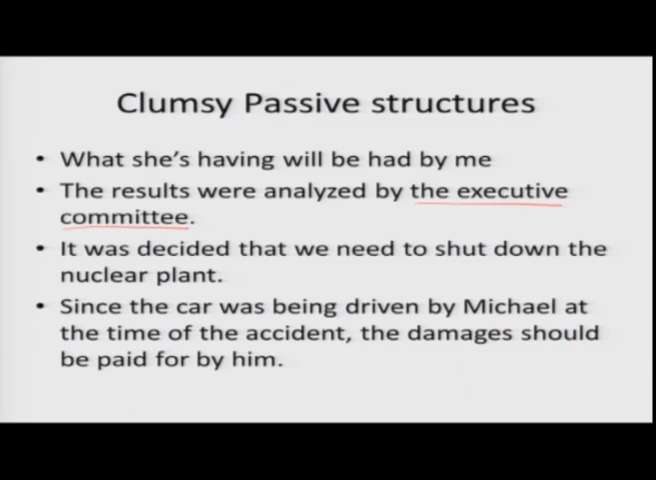 Clumsy Passive structures
• What she's having will be had by me
• The results were analyzed by the executive
committee.
• It was decided that we need to shut down the
nuclear plant.
• Since the car was being driven by Michael at
the time of the accident, the damages should
be paid for by him.